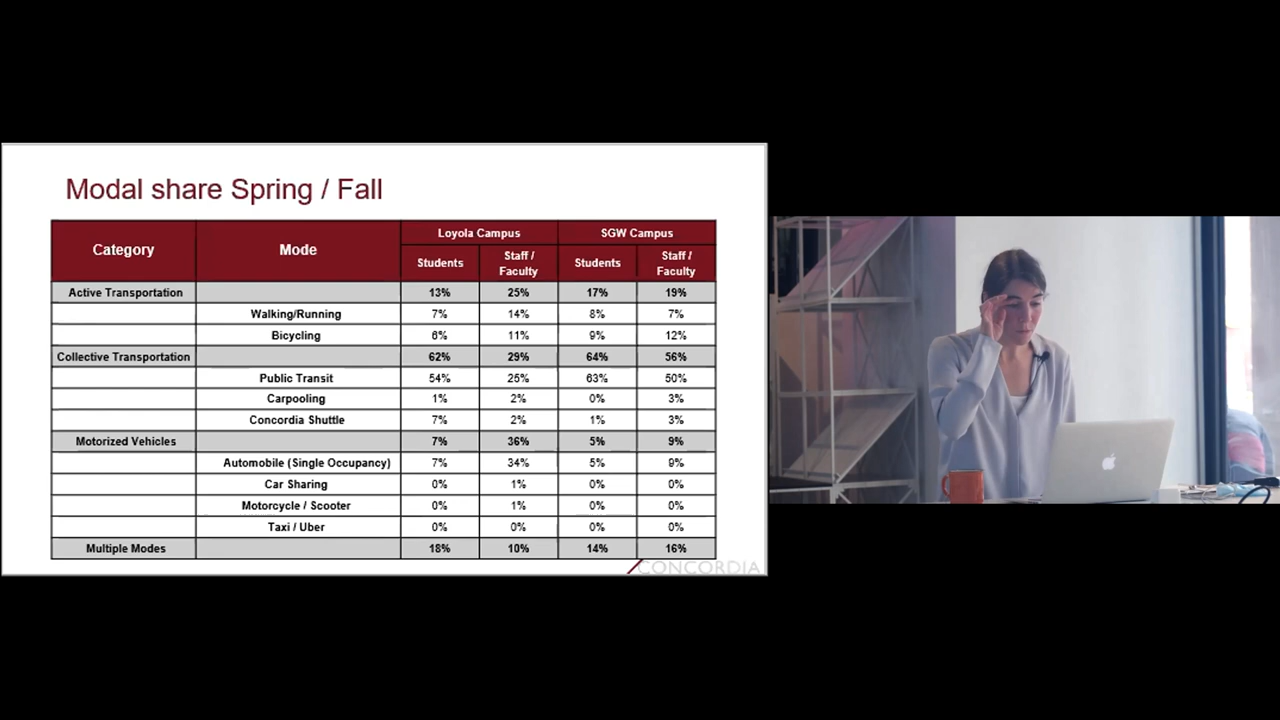 Modal share Spring / Fall
Category Mode Loyola Campus SGW Campus
Students Staff / Faculty Students Staff / Faculty
Active Transportation 13% 25% 17% 19%
Walking/Running 7% 14% 8% 7%
Bicycling 6% 11% 9% 12%
Collective Transportation 62% 29% 64% 56%
Public Transit 54% 25% 63% 50%
Carpooling 1% 2% 0% 3%
Concordia Shuttle 7% 2% 1% 3%
Motorized Vehicles 7% 36% 5% 9%
Automobile (Single Occupancy) 7% 34% 5% 9%
Car Sharing 0% 1% 0% 0%
Motorcycle / Scooter 0% 1% 0% 0%
Taxi / Uber 0% 0% 0% 0%
Multiple Modes 18% 10% 14% 16%
CONCORDIA